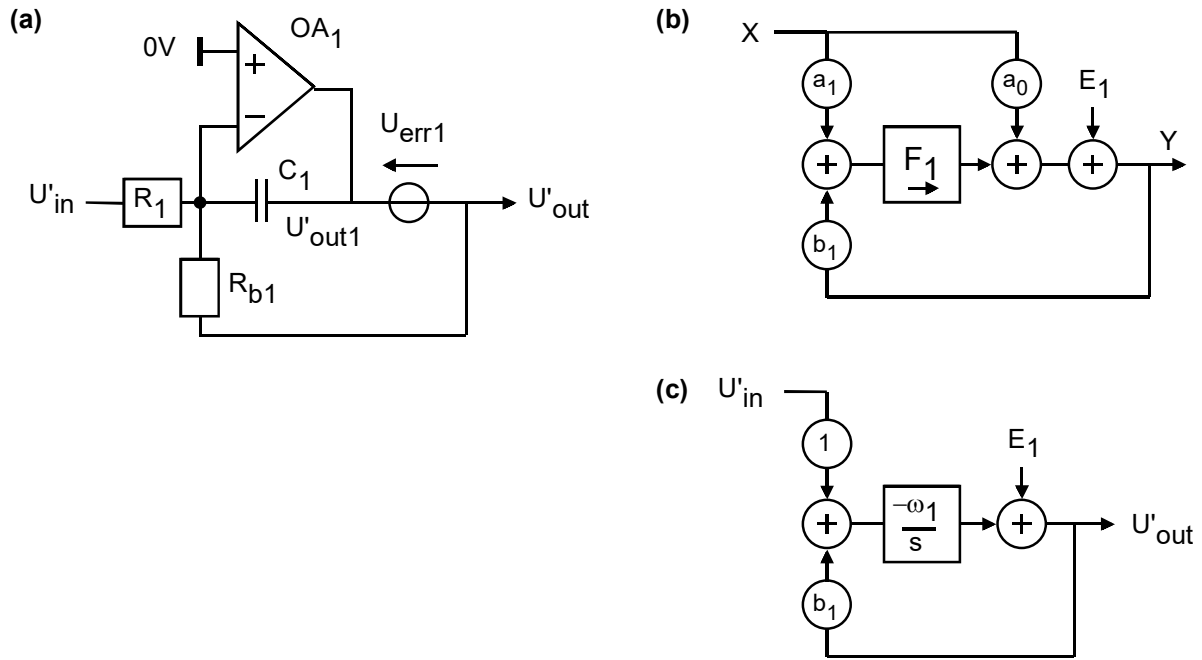 (a)
OA1
0V
+
−
Uerr1
C1
U'in
R1
U'out1
U'out
Rb1
(b)
X
a1
a0
E1
Y
+
F1
+
+
b1
(c)
U'in
1
E1
+
−ω1
s
+
U'out
b1